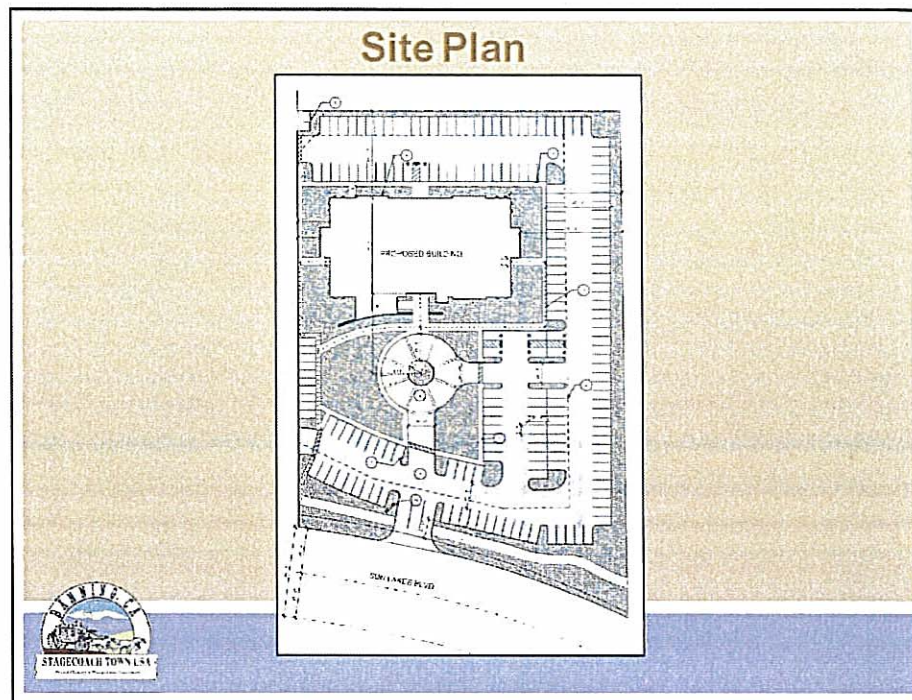 Site Plan
PROPOSED BUILDING
SUN LAKES BLVD
BANNING, CA
STAGECOACH TOWN USA